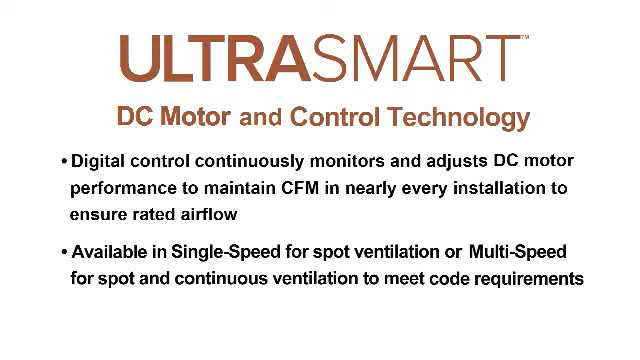 ULTRASMART™
DC Motor and Control Technology
• Digital control continuously monitors and adjusts DC motor
performance to maintain CFM in nearly every installation to
ensure rated airflow
• Available in Single-Speed for spot ventilation or Multi-Speed
for spot and continuous ventilation to meet code requirements